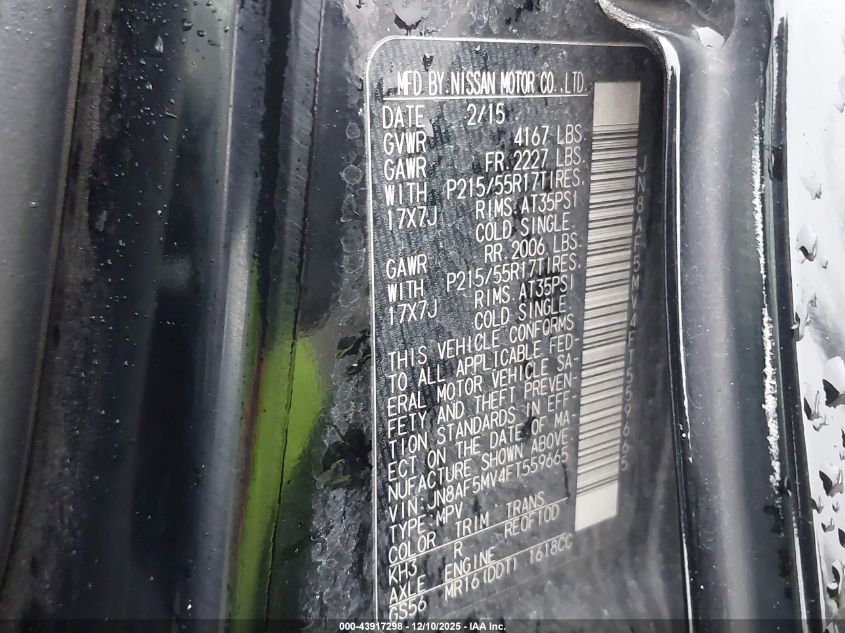 MFD BY NISSAN MOTOR CO., LTD.
DATE 2/15
GVWR 4167 LBS.
GAWR FR. 2227 LBS.
WITH P215/55R17TIRES.
17X7J RIMS AT35PSI
COLD SINGLE.
GAWR RR. 2006 LBS.
WITH P215/55R17TIRES.
17X7J RIMS AT35PSI
COLD SINGLE.
THIS VEHICLE CONFORMS
TO ALL APPLICABLE FED-
ERAL MOTOR VEHICLE SA-
FETY AND THEFT PREVEN-
TION STANDARDS IN EFF-
ECT ON THE DATE OF MA-
NUFACTURE SHOWN ABOVE.
VIN:JN8AF5MV4FT559665
TYPE:MPV
COLOR TRIM TRANS
KH3 R RE0F10D
AXLE ENGINE
GS56 MR16(DDT) 1618CC
JN8AF5MV4FT559665
000-43917298 - 12/10/2025 - IAA Inc.